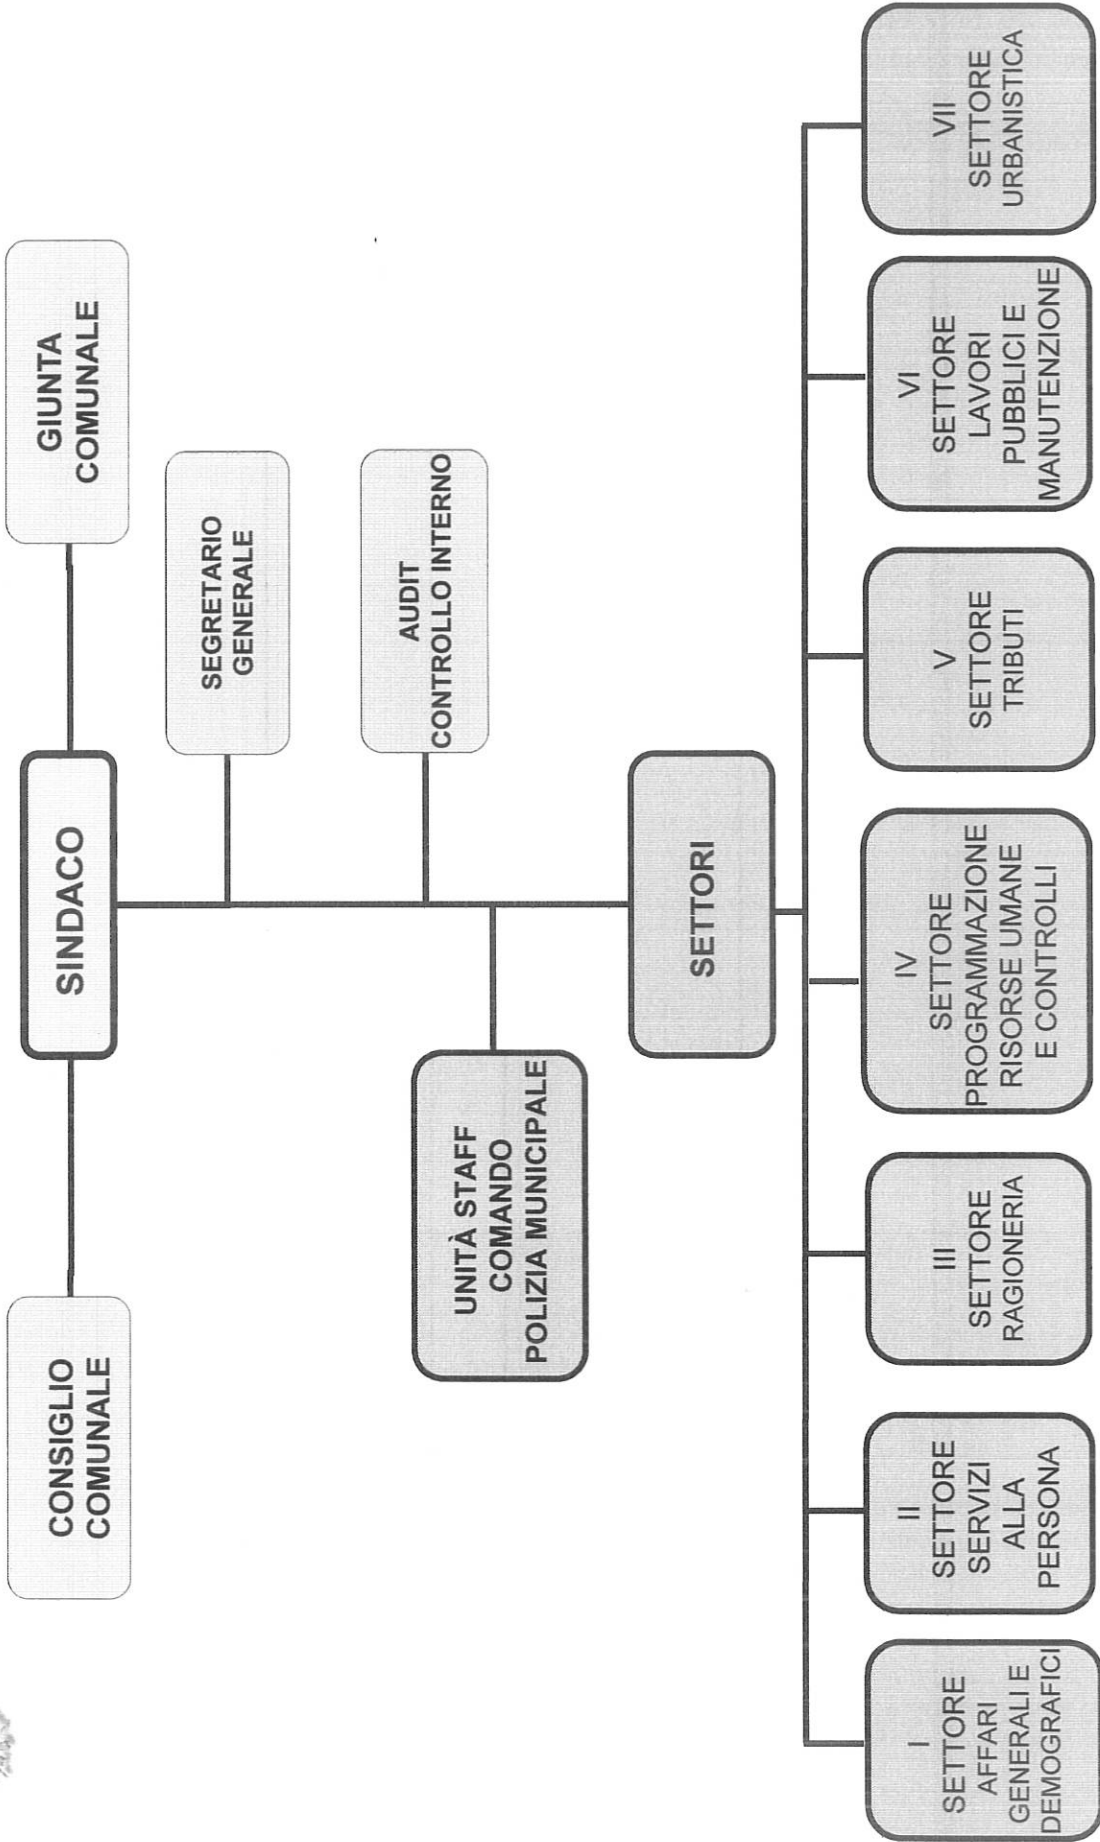 CONSIGLIO
COMUNALE
SINDACO
GIUNTA
COMUNALE
SEGRETARIO
GENERALE
AUDIT
CONTROLLO INTERNO
UNITÀ STAFF
COMANDO
POLIZIA MUNICIPALE
SETTORI
I
SETTORE
AFFARI
GENERALI E
DEMOGRAFICI
II
SETTORE
SERVIZI
ALLA
PERSONA
III
SETTORE
RAGIONERIA
IV
SETTORE
PROGRAMMAZIONE
RISORSE UMANE
E CONTROLLI
V
SETTORE
TRIBUTI
VI
SETTORE
LAVORI
PUBBLICI E
MANUTENZIONE
VII
SETTORE
URBANISTICA